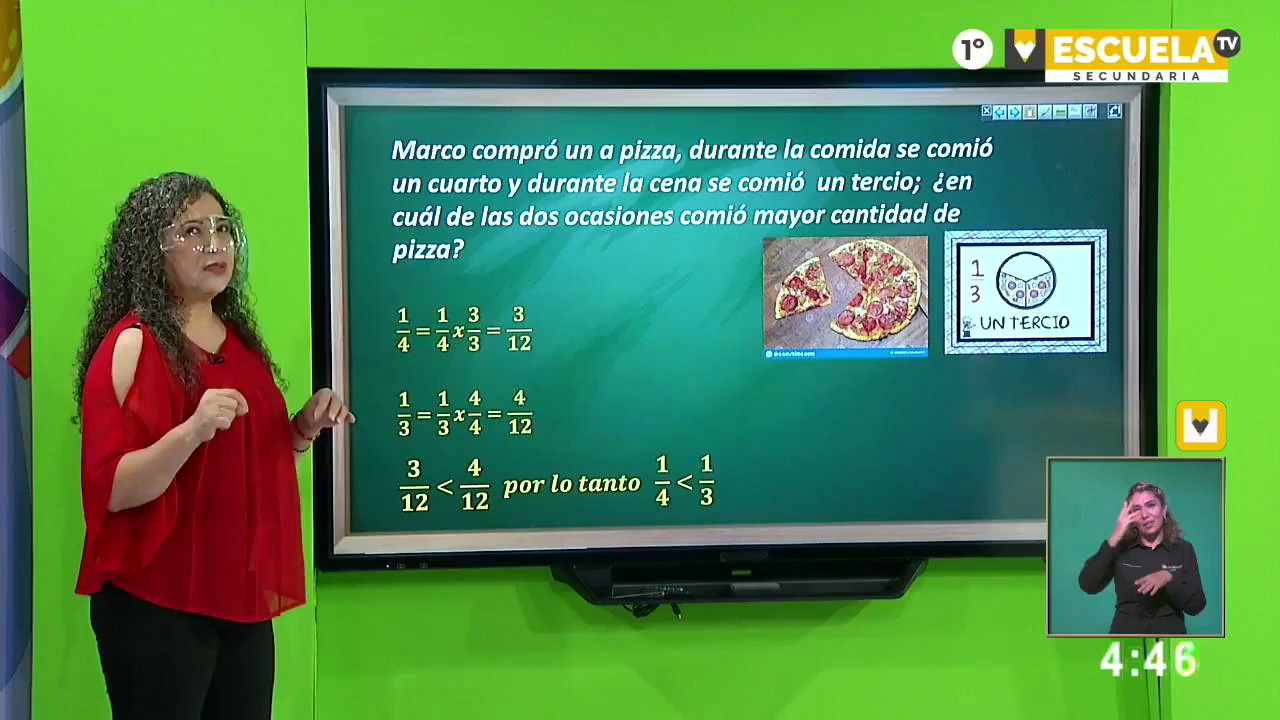 1º
ESCUELA TV
SECUNDARIA
Marco compró un a pizza, durante la comida se comió
un cuarto y durante la cena se comió un tercio; ¿en
cuál de las dos ocasiones comió mayor cantidad de
pizza?
1/4 = 1/4 x 3/3 = 3/12
1/3 = 1/3 x 4/4 = 4/12
3/12 < 4/12 por lo tanto 1/4 < 1/3
dreamstime.com
1/3
UN TERCIO
4:46